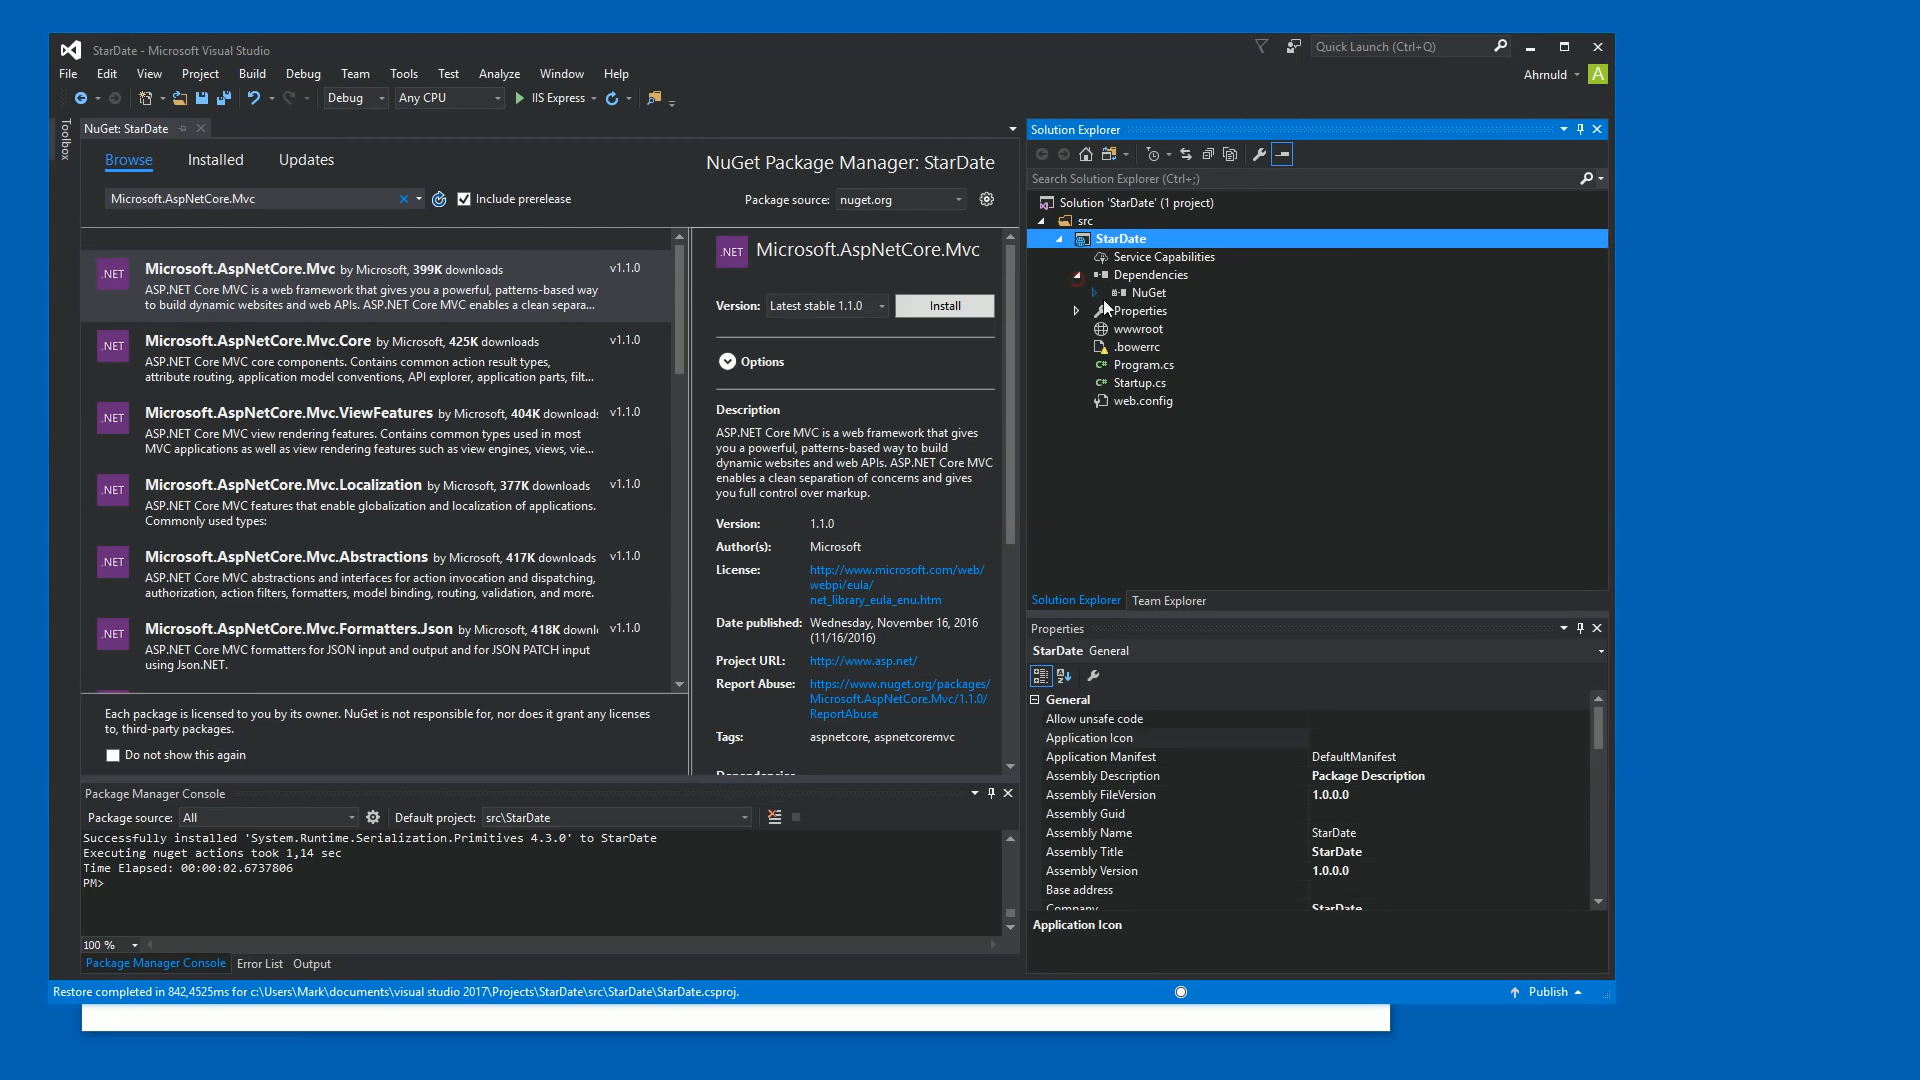 StarDate - Microsoft Visual Studio
Quick Launch (Ctrl+Q)
File Edit View Project Build Debug Team Tools Test Analyze Window Help
Ahrnuld A
Debug Any CPU IIS Express
Toolbox
NuGet: StarDate
Browse Installed Updates
NuGet Package Manager: StarDate
Microsoft.AspNetCore.Mvc
Include prerelease
Package source: nuget.org
.NET
Microsoft.AspNetCore.Mvc by Microsoft, 399K downloads v1.1.0
ASP.NET Core MVC is a web framework that gives you a powerful, patterns-based way
to build dynamic websites and web APIs. ASP.NET Core MVC enables a clean separa...
.NET
Microsoft.AspNetCore.Mvc.Core by Microsoft, 425K downloads v1.1.0
ASP.NET Core MVC core components. Contains common action result types,
attribute routing, application model conventions, API explorer, application parts, filt...
.NET
Microsoft.AspNetCore.Mvc.ViewFeatures by Microsoft, 404K downloads v1.1.0
ASP.NET Core MVC view rendering features. Contains common types used in most
MVC applications as well as view rendering features such as view engines, views, vie...
.NET
Microsoft.AspNetCore.Mvc.Localization by Microsoft, 377K downloads v1.1.0
ASP.NET Core MVC features that enable globalization and localization of applications.
Commonly used types:
.NET
Microsoft.AspNetCore.Mvc.Abstractions by Microsoft, 417K downloads v1.1.0
ASP.NET Core MVC abstractions and interfaces for action invocation and dispatching,
authorization, action filters, formatters, model binding, routing, validation, and more.
.NET
Microsoft.AspNetCore.Mvc.Formatters.Json by Microsoft, 418K downl v1.1.0
ASP.NET Core MVC formatters for JSON input and output and for JSON PATCH input
using Json.NET.
Each package is licensed to you by its owner. NuGet is not responsible for, nor does it grant any licenses
to, third-party packages.
Do not show this again
.NET
Microsoft.AspNetCore.Mvc
Version: Latest stable 1.1.0 Install
Options
Description
ASP.NET Core MVC is a web framework that gives
you a powerful, patterns-based way to build
dynamic websites and web APIs. ASP.NET Core MVC
enables a clean separation of concerns and gives
you full control over markup.
Version: 1.1.0
Author(s): Microsoft
License: http://www.microsoft.com/web/
webpi/eula/
net_library_eula_enu.htm
Date published: Wednesday, November 16, 2016
(11/16/2016)
Project URL: http://www.asp.net/
Report Abuse: https://www.nuget.org/packages/
Microsoft.AspNetCore.Mvc/1.1.0/
ReportAbuse
Tags: aspnetcore, aspnetcoremvc
Dependencies
Package Manager Console
Package source: All Default project: src\StarDate
Successfully installed 'System.Runtime.Serialization.Primitives 4.3.0' to StarDate
Executing nuget actions took 1,14 sec
Time Elapsed: 00:00:02.6737806
PM>
100 %
Package Manager Console Error List Output
Solution Explorer
Search Solution Explorer (Ctrl+;)
Solution 'StarDate' (1 project)
src
StarDate
Service Capabilities
Dependencies
NuGet
Properties
wwwroot
.bowerrc
C# Program.cs
C# Startup.cs
web.config
Solution Explorer Team Explorer
Properties
StarDate General
General
Allow unsafe code
Application Icon
Application Manifest DefaultManifest
Assembly Description Package Description
Assembly FileVersion 1.0.0.0
Assembly Guid
Assembly Name StarDate
Assembly Title StarDate
Assembly Version 1.0.0.0
Base address
Company StarDate
Application Icon
Restore completed in 842,4525ms for c:\Users\Mark\documents\visual studio 2017\Projects\StarDate\src\StarDate\StarDate.csproj.
Publish